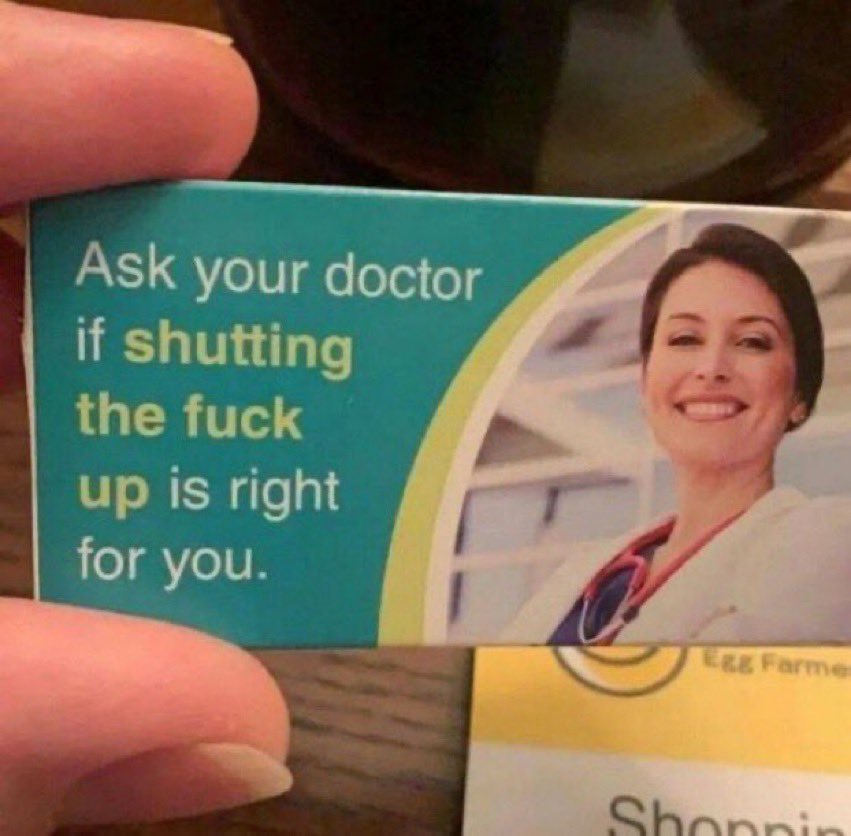 Ask your doctor
if shutting
the fuck
up is right
for you.
Egg Farme
Shoppin